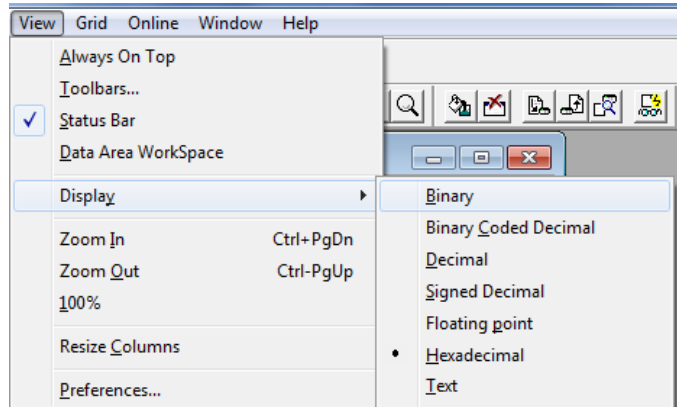 View Grid Online Window Help
Always On Top
Toolbars...
Status Bar
Data Area WorkSpace
Display
Zoom In Ctrl+PgDn
Zoom Out Ctrl-PgUp
100%
Resize Columns
Preferences...
Binary
Binary Coded Decimal
Decimal
Signed Decimal
Floating point
Hexadecimal
Text